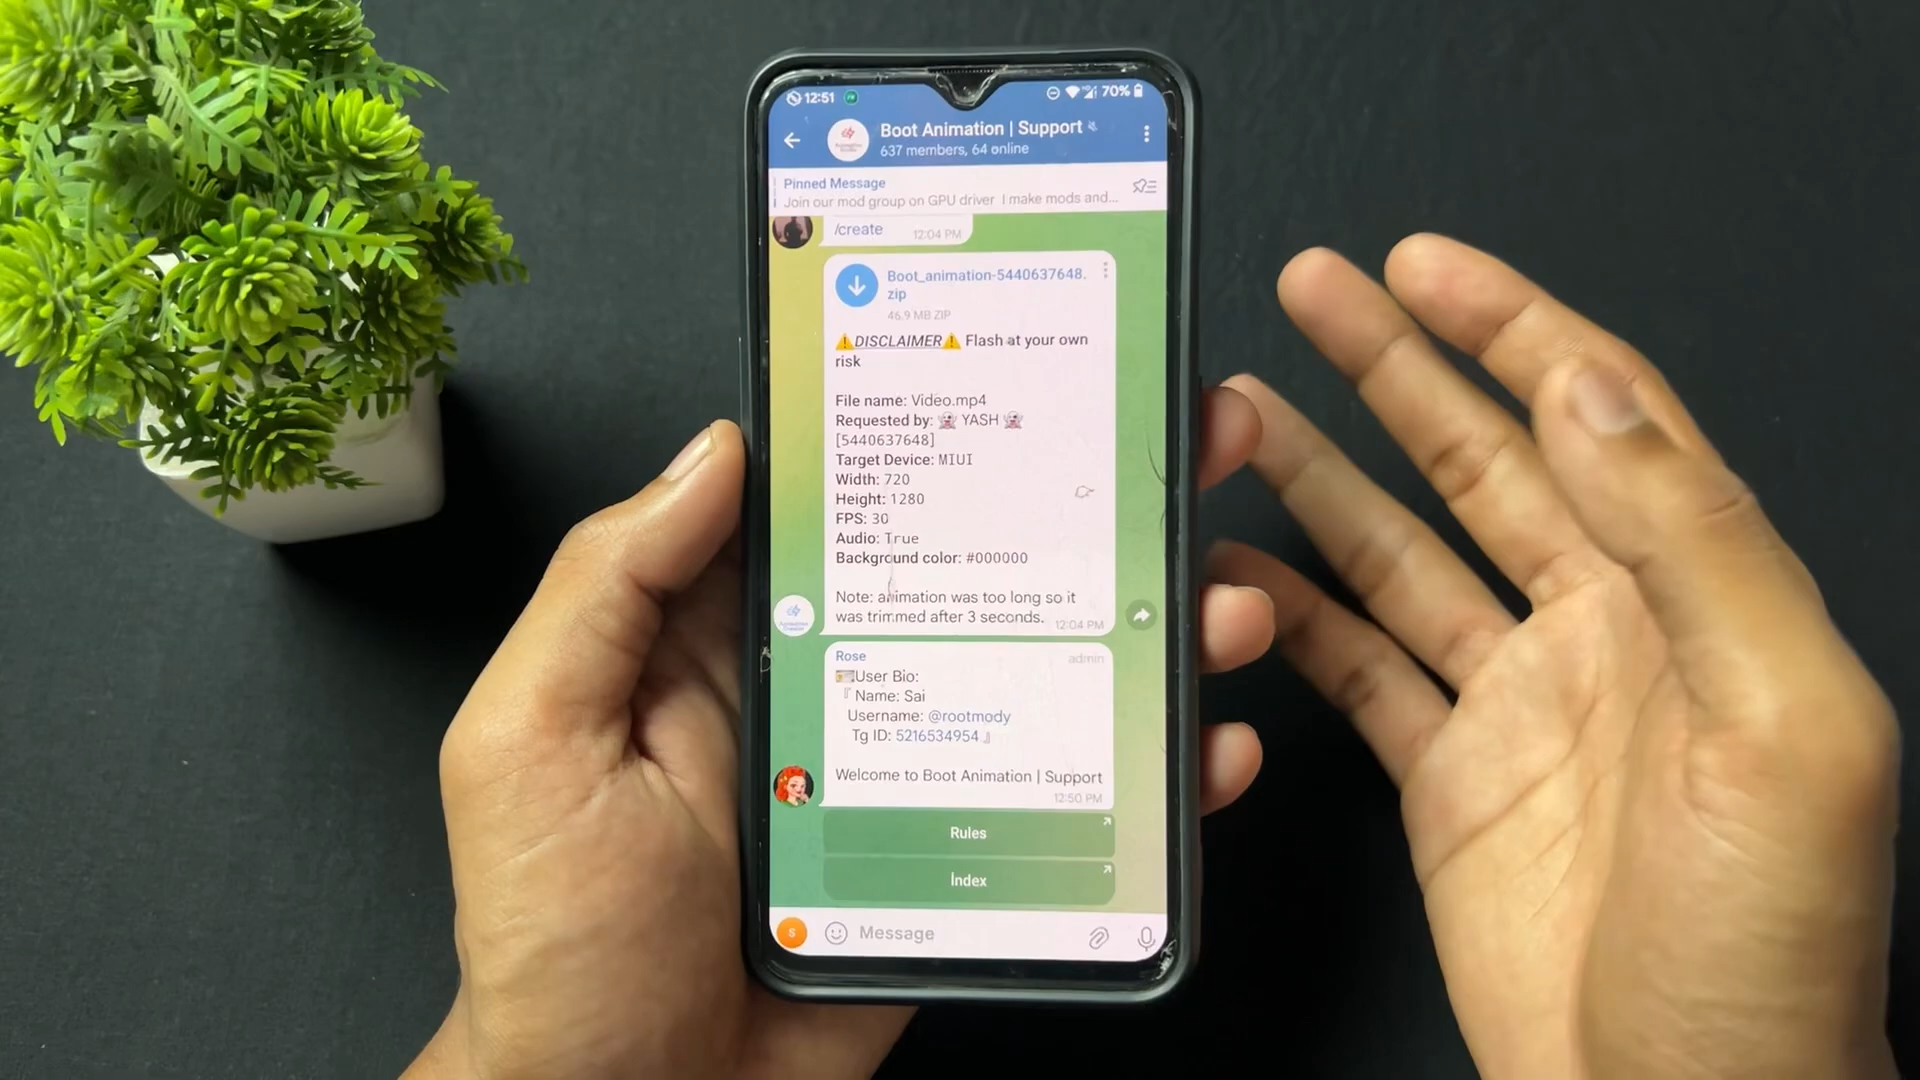 12:51
70%
Boot Animation | Support
637 members, 64 online
Pinned Message
Join our mod group on GPU driver I make mods and...
/create
12:04 PM
Boot_animation-5440637648.
zip
46.9 MB ZIP
⚠️DISCLAIMER⚠️ Flash at your own
risk
File name: Video.mp4
Requested by: 👻 YASH 👻
[5440637648]
Target Device: MIUI
Width: 720
Height: 1280
FPS: 30
Audio: True
Background color: #000000
Note: animation was too long so it
was trimmed after 3 seconds.
12:04 PM
Rose
admin
🪪User Bio:
『 Name: Sai
Username: @rootmody
Tg ID: 5216534954 』
Welcome to Boot Animation | Support
12:50 PM
Rules
Index
S
Message